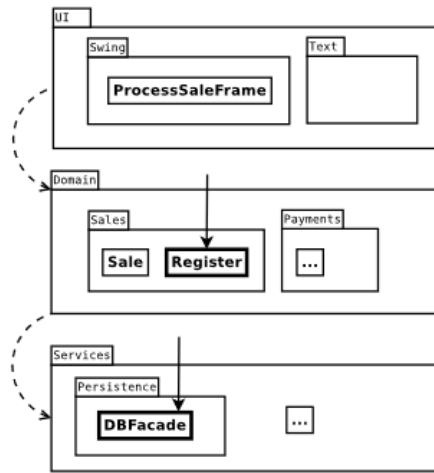 UI
Swing
Text
ProcessSaleFrame
Domain
Sales
Payments
Sale
Register
...
Services
Persistence
DBFacade
...